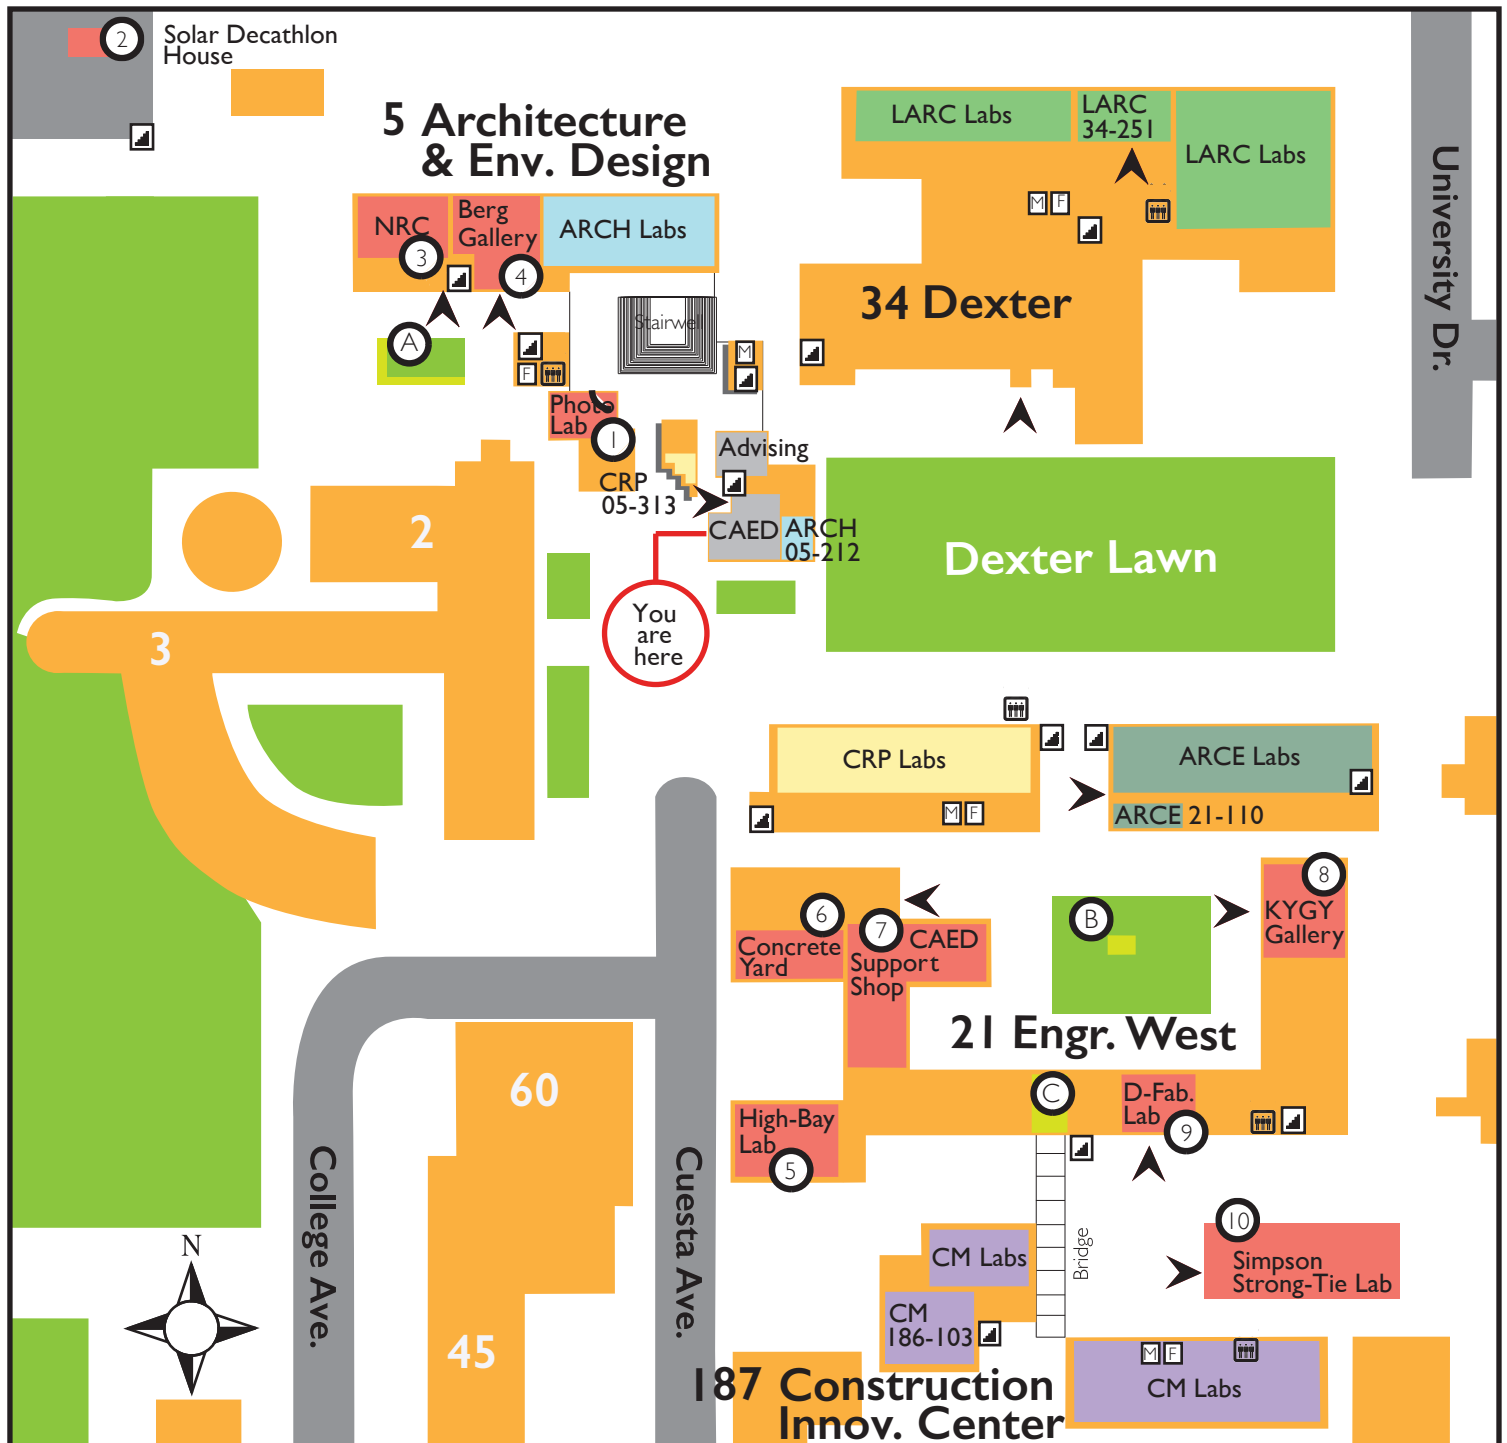 2
Solar Decathlon
House
5 Architecture
& Env. Design
LARC Labs
LARC
34-251
LARC Labs
University Dr.
NRC
3
Berg
Gallery
4
ARCH Labs
M
F
34 Dexter
A
Stairwell
F
M
Photo
Lab
1
CRP
05-313
Advising
CAED
ARCH
05-212
2
Dexter Lawn
You
are
here
3
CRP Labs
M
F
ARCE Labs
ARCE 21-110
6
Concrete
Yard
7
CAED
Support
Shop
B
8
KYGY
Gallery
21 Engr. West
60
High-Bay
Lab
5
C
D-Fab.
Lab
9
College Ave.
Cuesta Ave.
Bridge
10
Simpson
Strong-Tie Lab
N
CM Labs
CM
186-103
45
187 Construction
Innov. Center
M
F
CM Labs